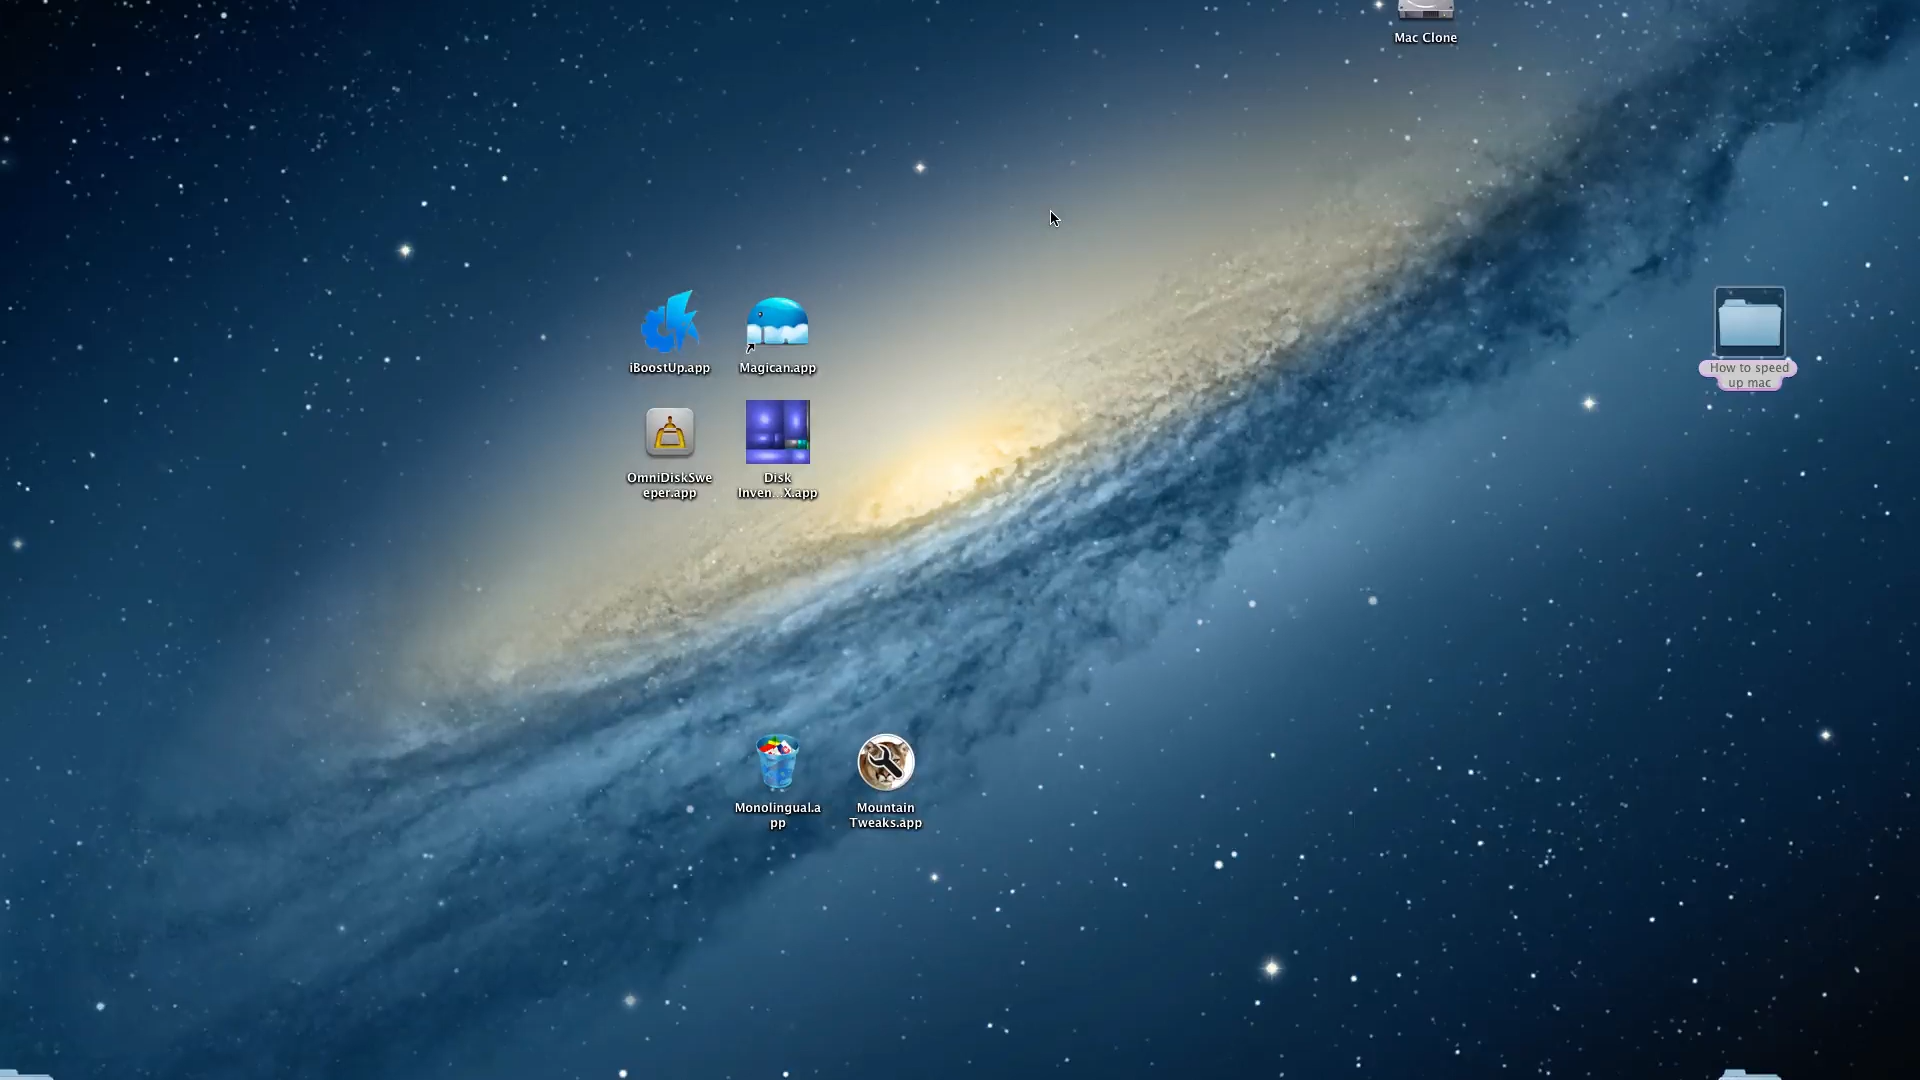 Mac Clone
iBoostUp.app
Magican.app
How to speed
up mac
OmniDiskSwe
eper.app
Disk
Inven...X.app
Monolingual.a
pp
Mountain
Tweaks.app